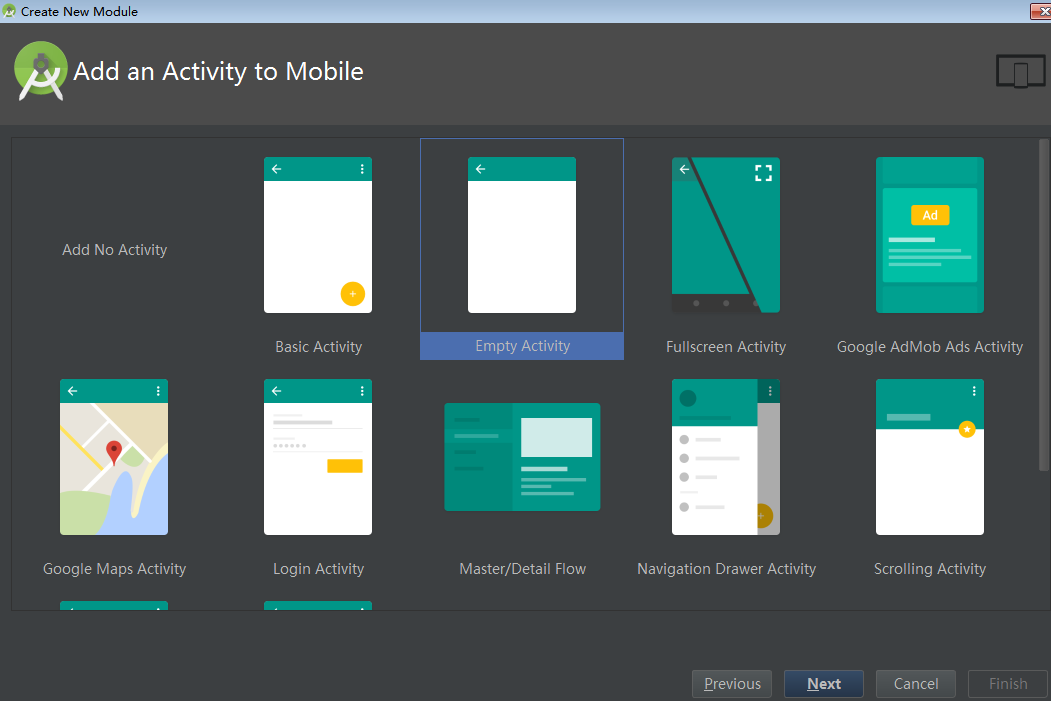 Create New Module
Add an Activity to Mobile
Add No Activity
Basic Activity
Empty Activity
Fullscreen Activity
Ad
Google AdMob Ads Activity
Google Maps Activity
Login Activity
Master/Detail Flow
Navigation Drawer Activity
Scrolling Activity
Previous
Next
Cancel
Finish